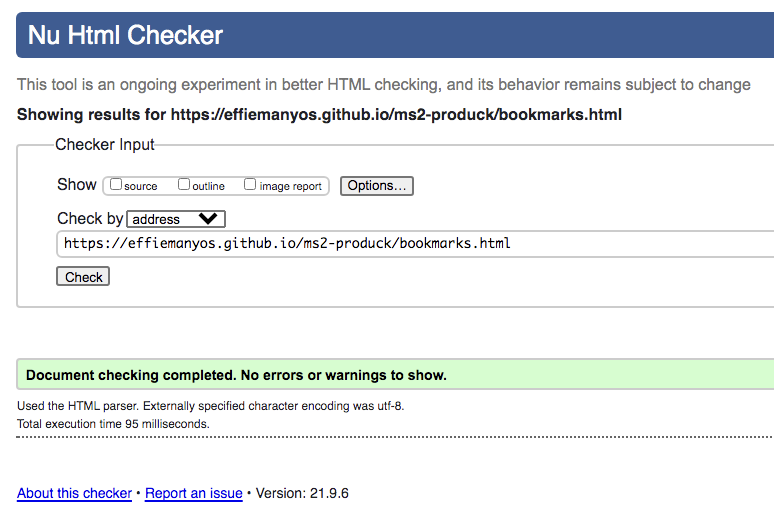 Nu Html Checker
This tool is an ongoing experiment in better HTML checking, and its behavior remains subject to change
Showing results for https://effiemanyos.github.io/ms2-produck/bookmarks.html
Checker Input
Show source outline image report Options...
Check by address
https://effiemanyos.github.io/ms2-produck/bookmarks.html
Check
Document checking completed. No errors or warnings to show.
Used the HTML parser. Externally specified character encoding was utf-8.
Total execution time 95 milliseconds.
About this checker • Report an issue • Version: 21.9.6